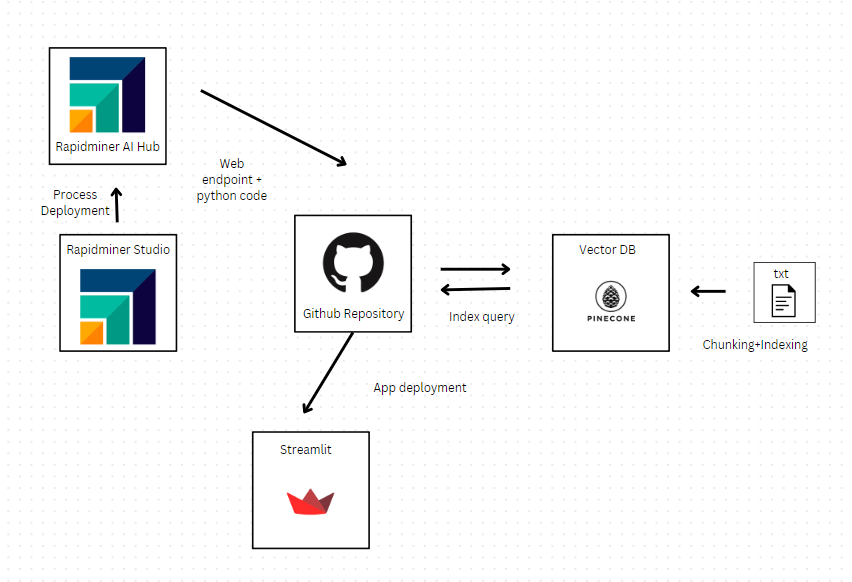 Rapidminer AI Hub
Web
endpoint +
python code
Process
Deployment
Rapidminer Studio
Github Repository
Index query
Vector DB
PINECONE
txt
Chunking+Indexing
App deployment
Streamlit